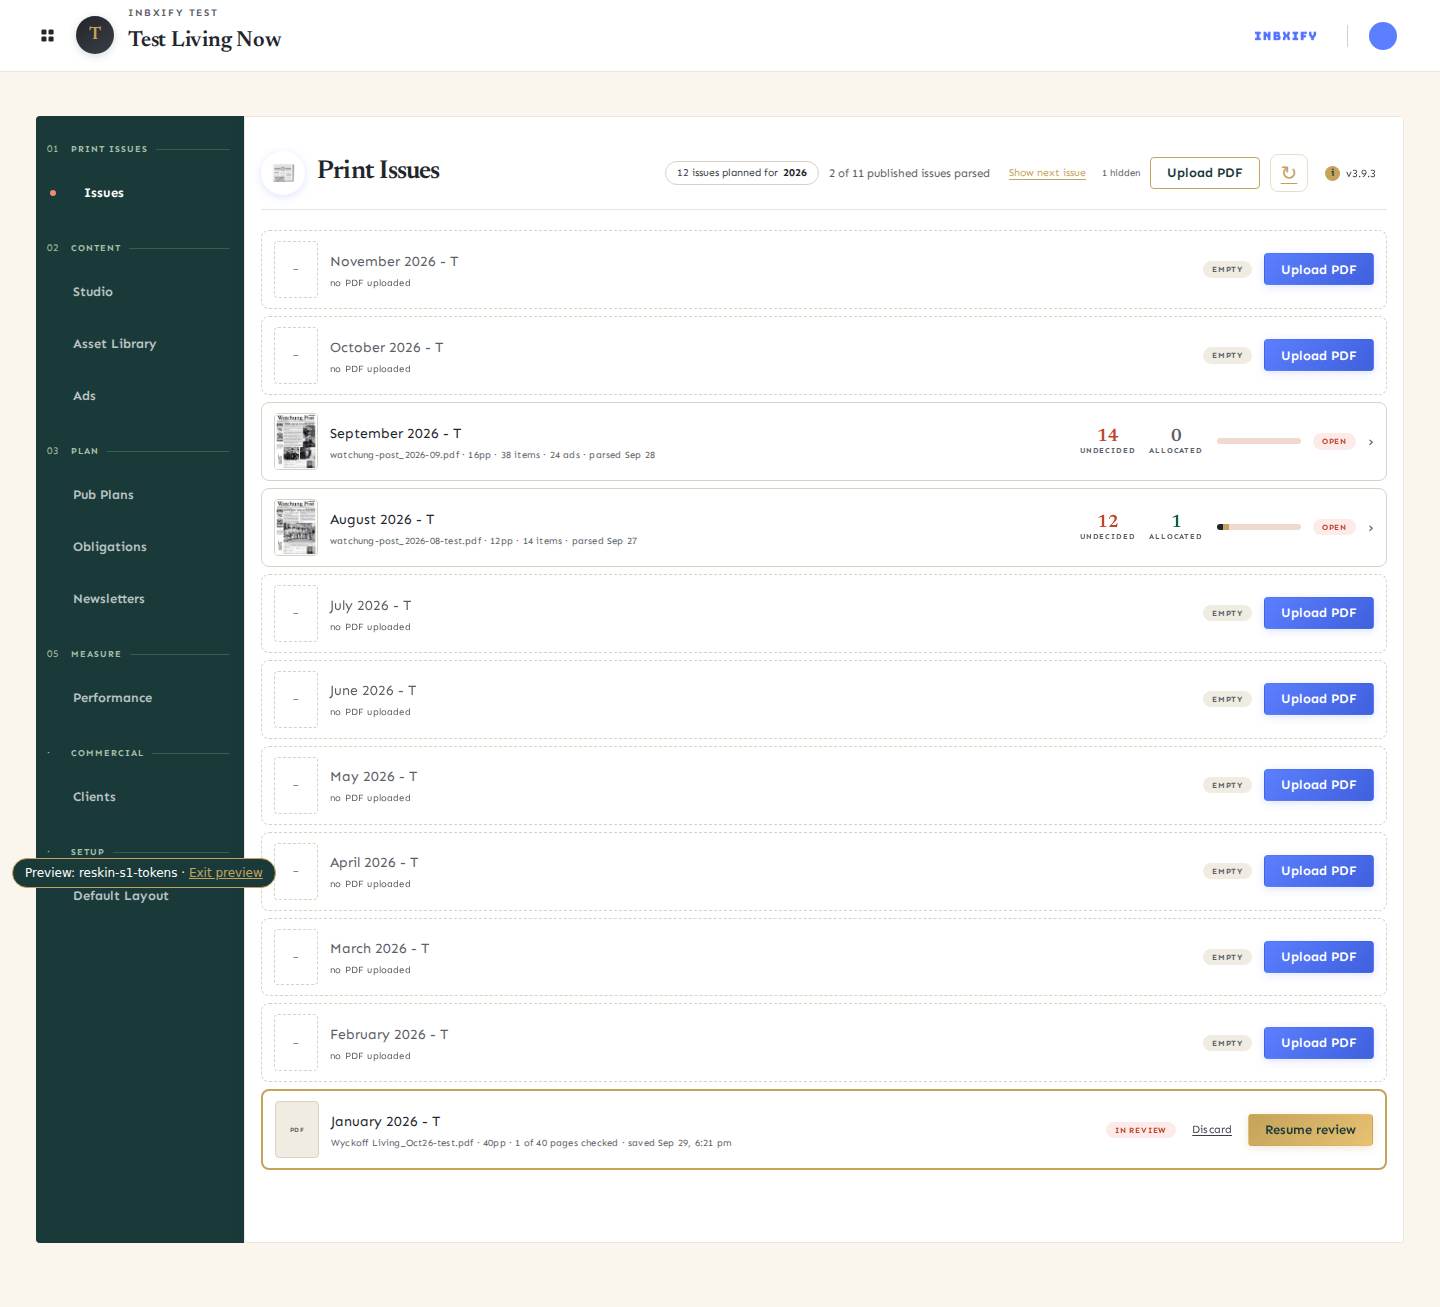 INBXIFY TEST
T
Test Living Now
INBXIFY
01 PRINT ISSUES
Issues
02 CONTENT
Studio
Asset Library
Ads
03 PLAN
Pub Plans
Obligations
Newsletters
05 MEASURE
Performance
· COMMERCIAL
Clients
· SETUP
Preview: reskin-s1-tokens · Exit preview
Default Layout
Print Issues
12 issues planned for 2026
2 of 11 published issues parsed
Show next issue
1 hidden
Upload PDF
↻
i v3.9.3
–
November 2026 - T
no PDF uploaded
EMPTY
Upload PDF
–
October 2026 - T
no PDF uploaded
EMPTY
Upload PDF
Watchung Post
September 2026 - T
watchung-post_2026-09.pdf · 16pp · 38 items · 24 ads · parsed Sep 28
14
UNDECIDED
0
ALLOCATED
OPEN
›
Watchung Post
August 2026 - T
watchung-post_2026-08-test.pdf · 12pp · 14 items · parsed Sep 27
12
UNDECIDED
1
ALLOCATED
OPEN
›
–
July 2026 - T
no PDF uploaded
EMPTY
Upload PDF
–
June 2026 - T
no PDF uploaded
EMPTY
Upload PDF
–
May 2026 - T
no PDF uploaded
EMPTY
Upload PDF
–
April 2026 - T
no PDF uploaded
EMPTY
Upload PDF
–
March 2026 - T
no PDF uploaded
EMPTY
Upload PDF
–
February 2026 - T
no PDF uploaded
EMPTY
Upload PDF
PDF
January 2026 - T
Wyckoff Living_Oct26-test.pdf · 40pp · 1 of 40 pages checked · saved Sep 29, 6:21 pm
IN REVIEW
Discard
Resume review